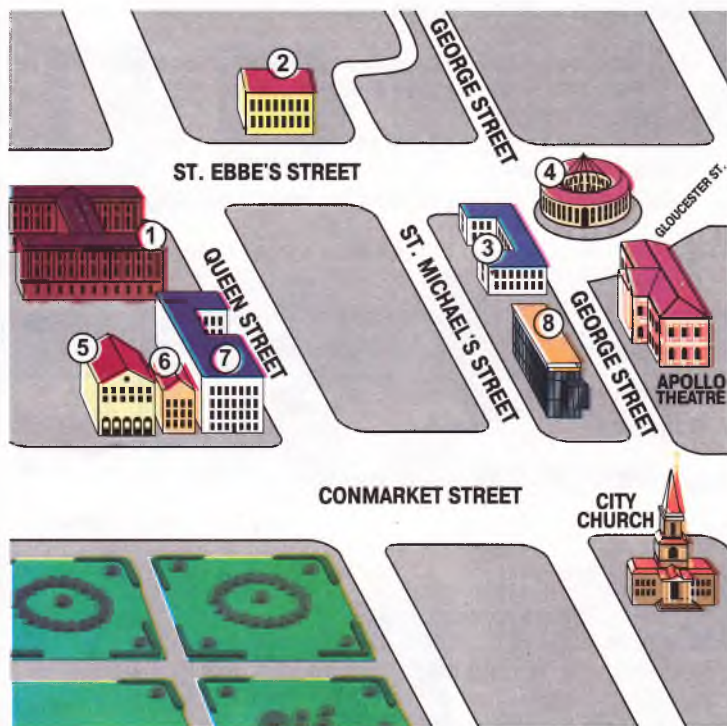 GEORGE STREET
2
ST. EBBE'S STREET
4
GLOUCESTER ST.
1
QUEEN STREET
ST. MICHAEL'S STREET
3
GEORGE STREET
8
5
6
7
APOLLO
THEATRE
CONMARKET STREET
CITY
CHURCH